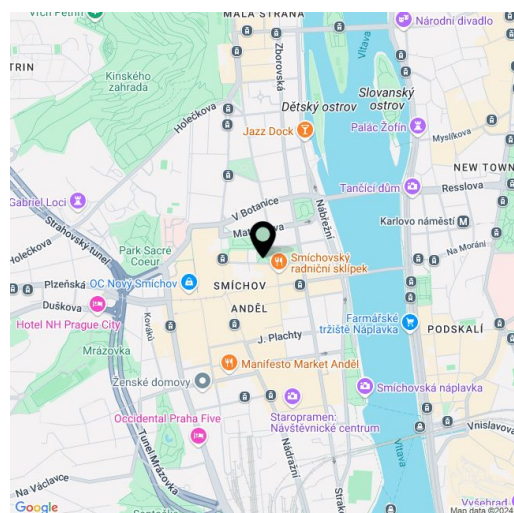 MALÁ STRANA
Národní divadlo
TŘÍN
Kinského
zahrada
Zborovská
Vltava
Slovanský
ostrov
Dětský ostrov
Holečkova
Jazz Dock
Palác Žofín
Myslíkova
NEW TOWN
Tančící dům
Resslova
Gabriel Loci
V Botanice
Nábřežní
Karlovo náměstí
Holečkova
Strahovský tunel
Park Sacré
Coeur
Na Moráni
Smíchovský
radniční sklípek
Plzeňská
OC Nový Smíchov
SMÍCHOV
Duškova
ANDĚL
Hotel NH Prague City
Kováků
Farmářské
tržiště Náplavka
PODSKALÍ
Mrázovka
J. Plachty
Manifesto Market Anděl
Ženské domovy
Smíchovská náplavka
Staropramen:
Návštěvnické centrum
Occidental Praha Five
Vnislavova
Tunel Mrázovka
Nádražní
Vltava
Na Václavce
Strako
Vyšehrad
Google
Map data ©2024